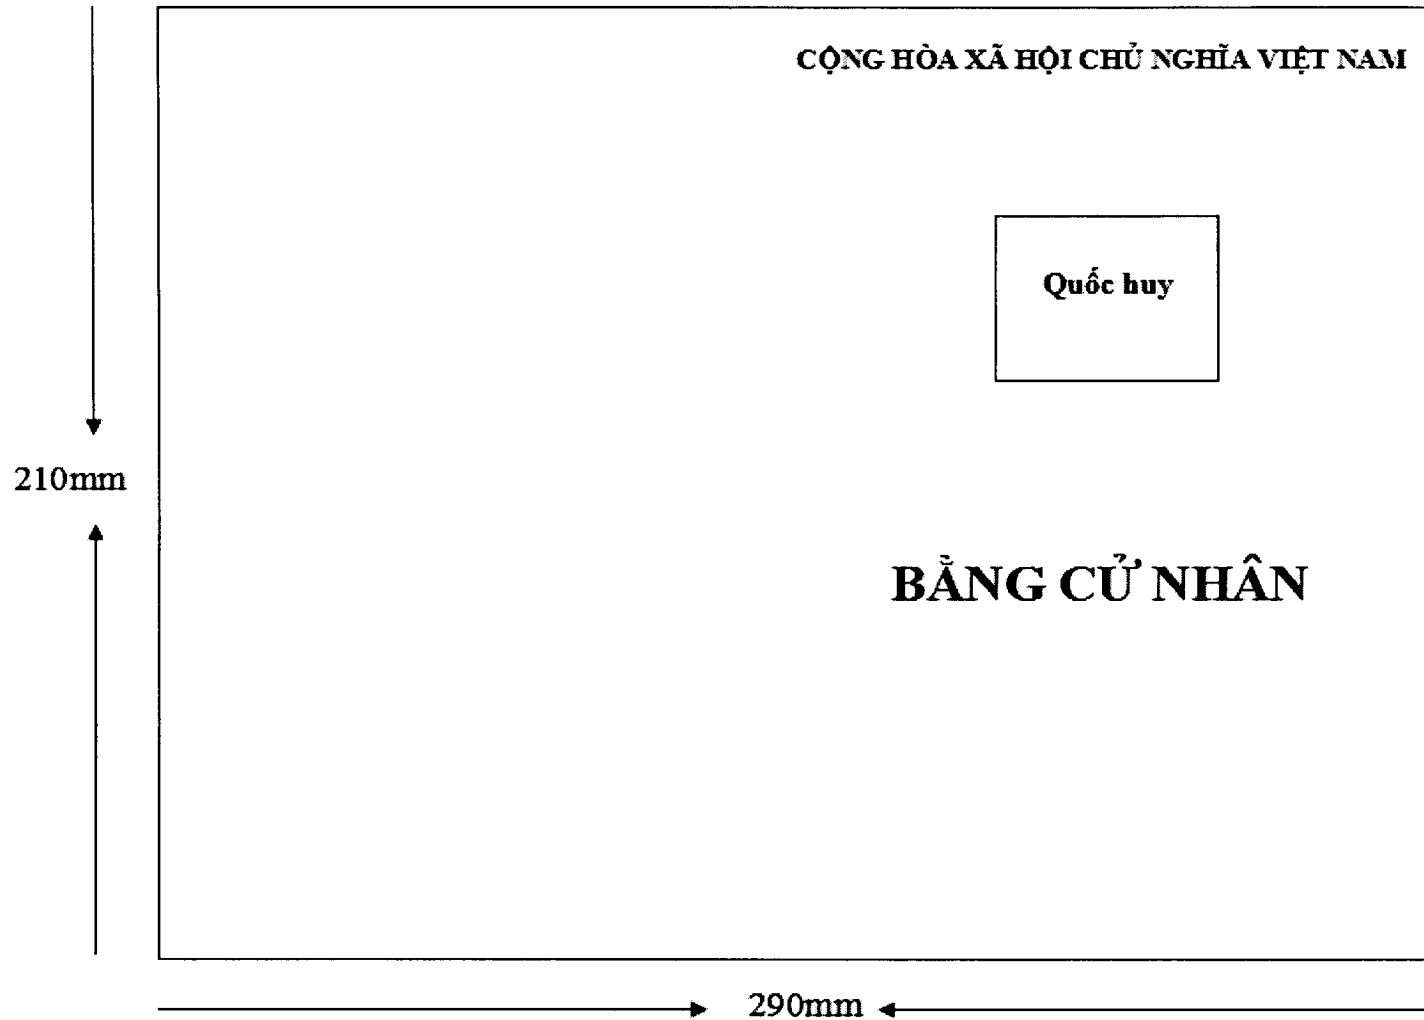 CỘNG HÒA XÃ HỘI CHỦ NGHĨA VIỆT NAM
Quốc huy
210mm
BẰNG CỬ NHÂN
290mm